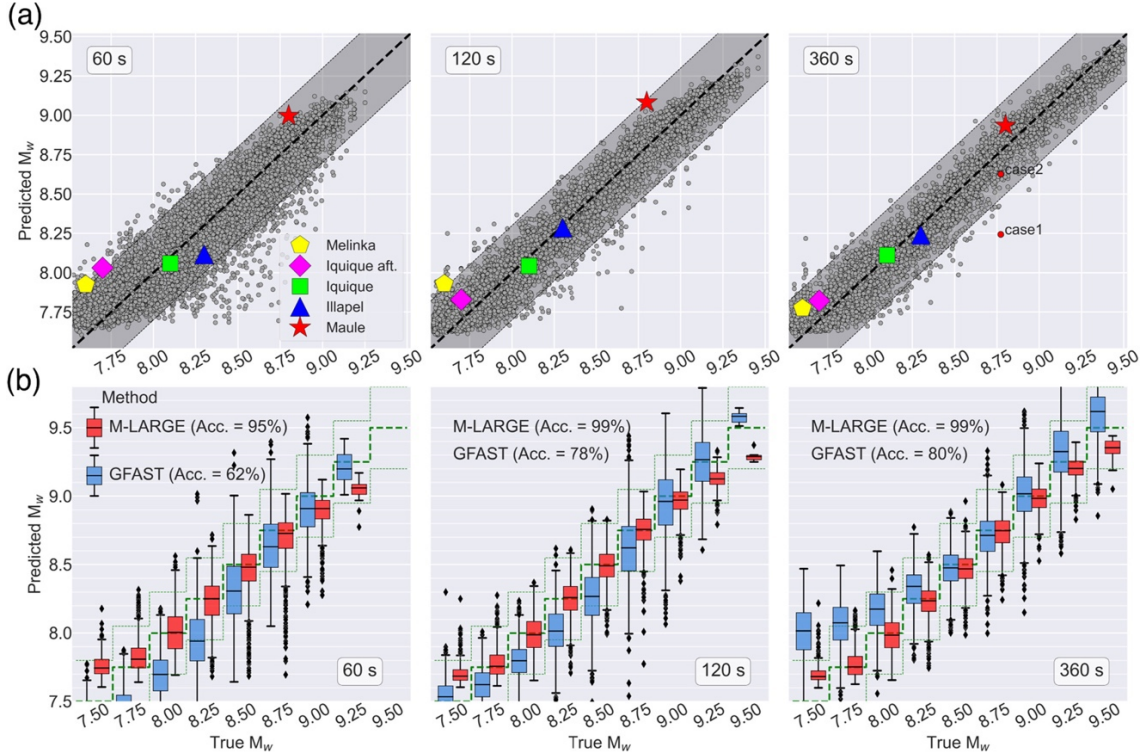 (a)
60 s
120 s
360 s
9.50
9.25
9.00
8.75
8.50
8.25
8.00
7.75
Predicted Mw
Melinka
Iquique aft.
Iquique
Illapel
Maule
case2
case1
7.75 8.00 8.25 8.50 8.75 9.00 9.25 9.50
7.75 8.00 8.25 8.50 8.75 9.00 9.25 9.50
7.75 8.00 8.25 8.50 8.75 9.00 9.25 9.50
(b)
Method
M-LARGE (Acc. = 95%)
GFAST (Acc. = 62%)
M-LARGE (Acc. = 99%)
GFAST (Acc. = 78%)
M-LARGE (Acc. = 99%)
GFAST (Acc. = 80%)
9.5
9.0
8.5
8.0
7.5
Predicted Mw
60 s
120 s
360 s
7.50 7.75 8.00 8.25 8.50 8.75 9.00 9.25 9.50
7.50 7.75 8.00 8.25 8.50 8.75 9.00 9.25 9.50
7.50 7.75 8.00 8.25 8.50 8.75 9.00 9.25 9.50
True Mw
True Mw
True Mw